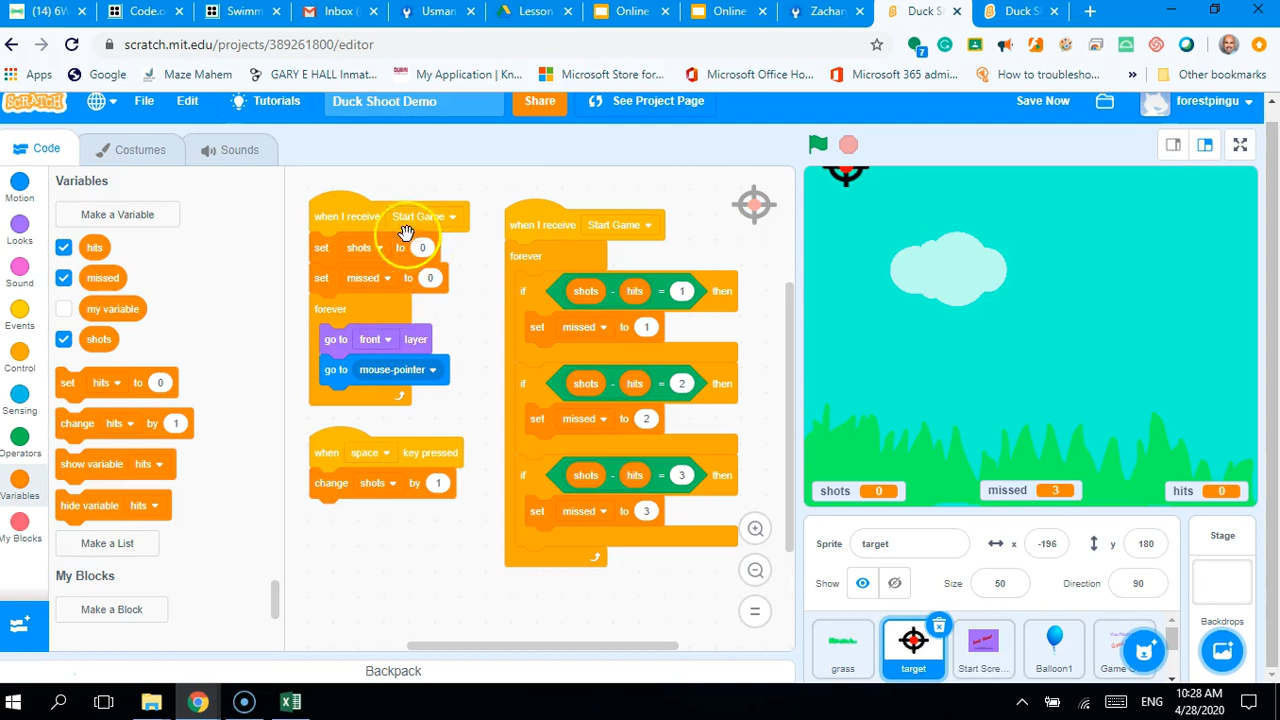 (14) 6W
Code.o
Swimm
Inbox (
Usman
Lesson
Online
Online
Zachar
Duck Sh
Duck Sh
scratch.mit.edu/projects/389261800/editor
7
Apps
Google
Maze Mahem
GARY E HALL Inmat...
My Application | Kn...
Microsoft Store for...
Microsoft Office Ho...
Microsoft 365 admi...
How to troublesho...
»
Other bookmarks
SCRATCH
File
Edit
Tutorials
Duck Shoot Demo
Share
See Project Page
Save Now
forestpingu
Code
Costumes
Sounds
Motion
Looks
Sound
Events
Control
Sensing
Operators
Variables
My Blocks
Variables
Make a Variable
hits
missed
my variable
shots
set hits to 0
change hits by 1
show variable hits
hide variable hits
Make a List
My Blocks
Make a Block
when I receive Start Game
set shots to 0
set missed to 0
forever
go to front layer
go to mouse-pointer
when space key pressed
change shots by 1
when I receive Start Game
forever
if shots - hits = 1 then
set missed to 1
if shots - hits = 2 then
set missed to 2
if shots - hits = 3 then
set missed to 3
shots 0
missed 3
hits 0
Sprite target x -196 y 180
Show Size 50 Direction 90
Stage
Backdrops
grass
target
Start Scre...
Balloon1
Backpack
ENG
10:28 AM
4/28/2020